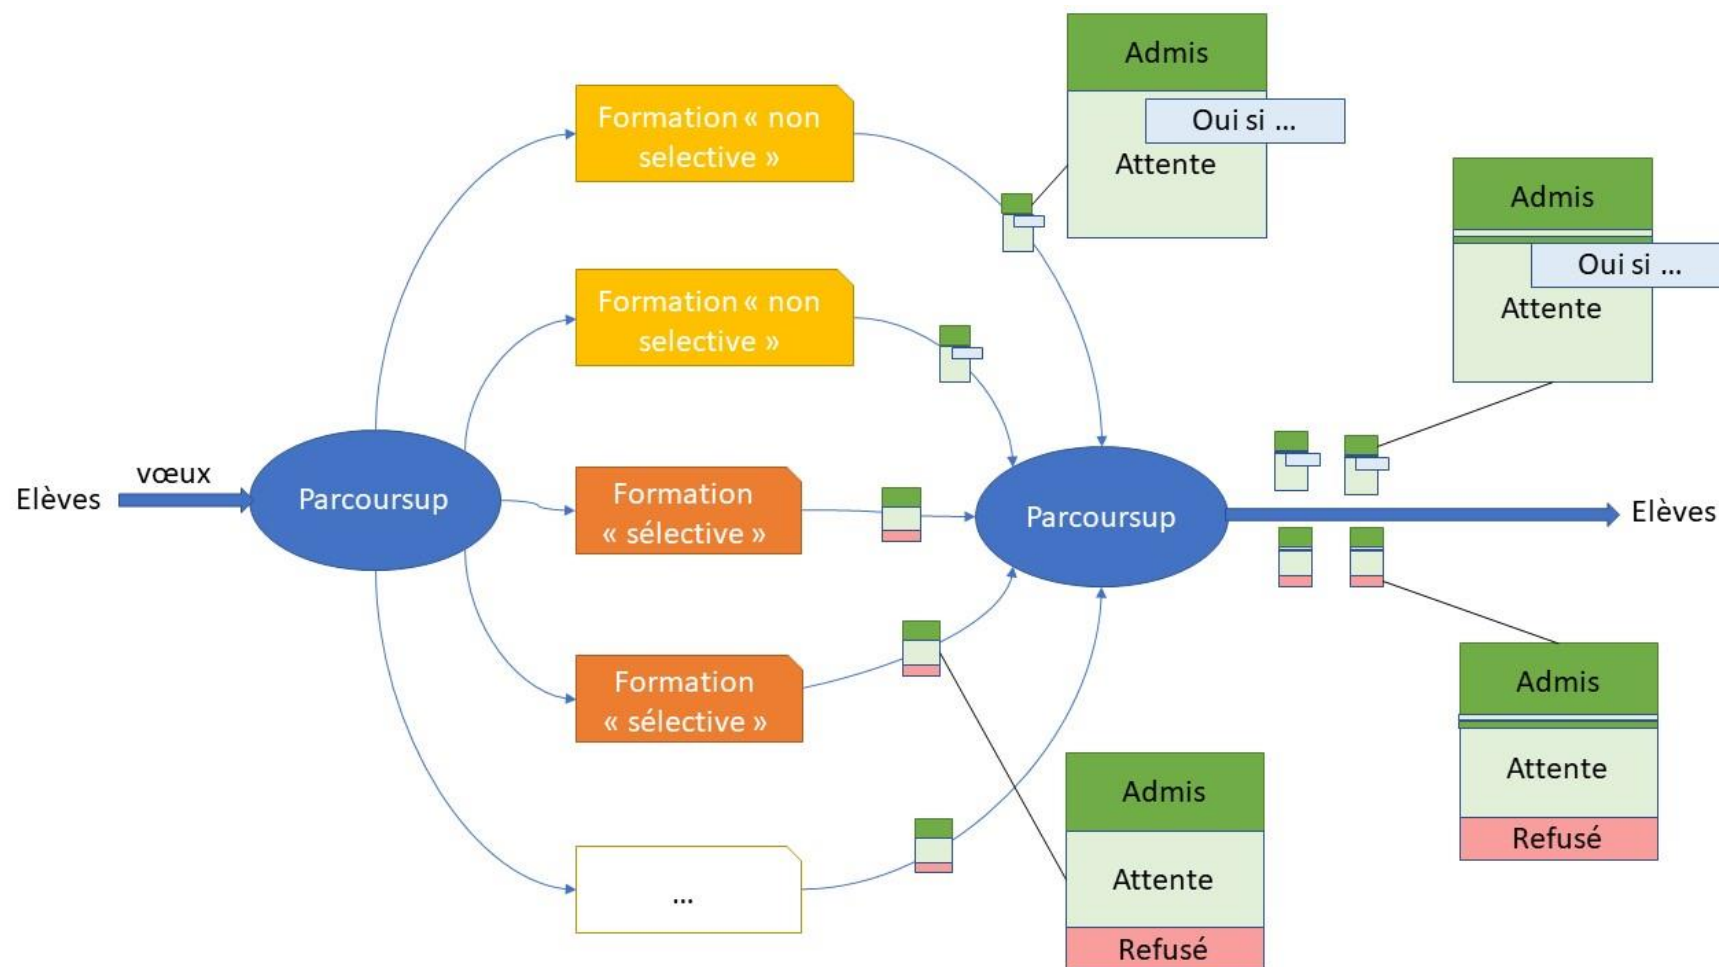 Elèves
vœux
Parcoursup
Formation « non
selective »
Formation « non
selective »
Formation
« sélective »
Formation
« sélective »
...
Admis
Oui si ...
Attente
Parcoursup
Admis
Attente
Refusé
Admis
Oui si ...
Attente
Elèves
Admis
Attente
Refusé